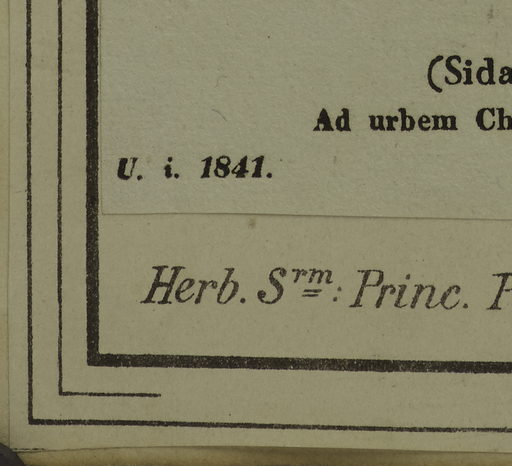 (Sida
Ad urbem Ch
U. i. 1841.
Herb. Srm: Princ. P